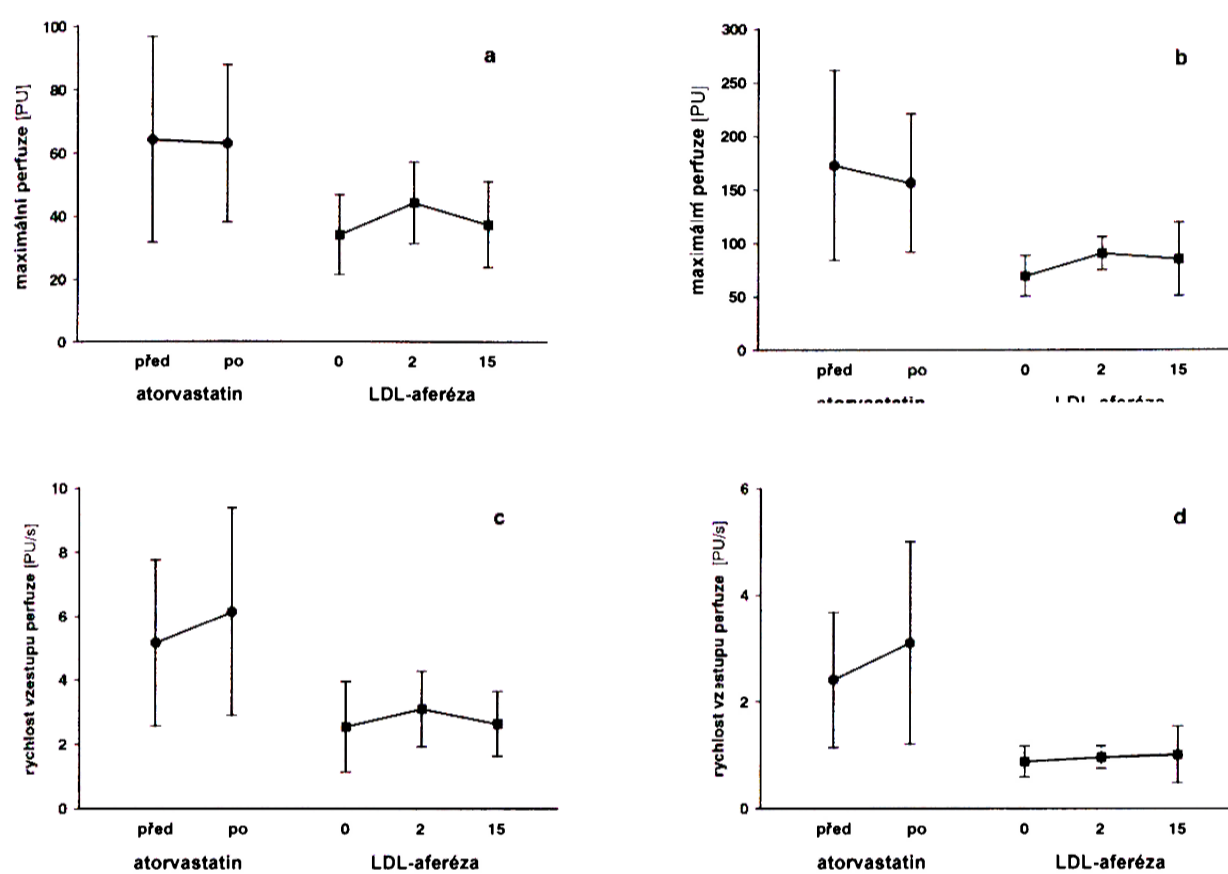 a
maximální perfuze [PU]
100
80
60
40
20
0
před po 0 2 15
atorvastatin LDL-aferéza
b
maximální perfuze [PU]
300
250
200
150
100
50
0
před po 0 2 15
atorvastatin LDL-aferéza
c
rychlost vzestupu perfuze [PU/s]
10
8
6
4
2
0
před po 0 2 15
atorvastatin LDL-aferéza
d
rychlost vzestupu perfuze [PU/s]
6
4
2
0
před po 0 2 15
atorvastatin LDL-aferéza